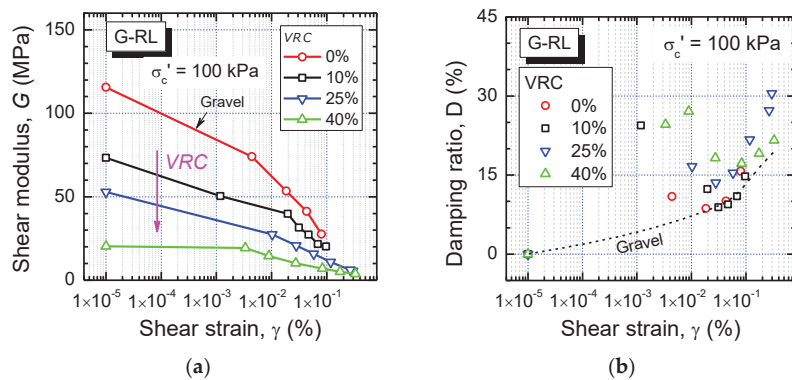 G-RL
σc' = 100 kPa
VRC
0%
10%
25%
40%
Gravel
VRC
150
100
50
0
Shear modulus, G (MPa)
1×10⁻⁵ 1×10⁻⁴ 1×10⁻³ 1×10⁻² 1×10⁻¹
Shear strain, γ (%)
(a)
G-RL
σc' = 100 kPa
VRC
0%
10%
25%
40%
Gravel
45
30
15
0
Damping ratio, D (%)
1×10⁻⁵ 1×10⁻⁴ 1×10⁻³ 1×10⁻² 1×10⁻¹
Shear strain, γ (%)
(b)